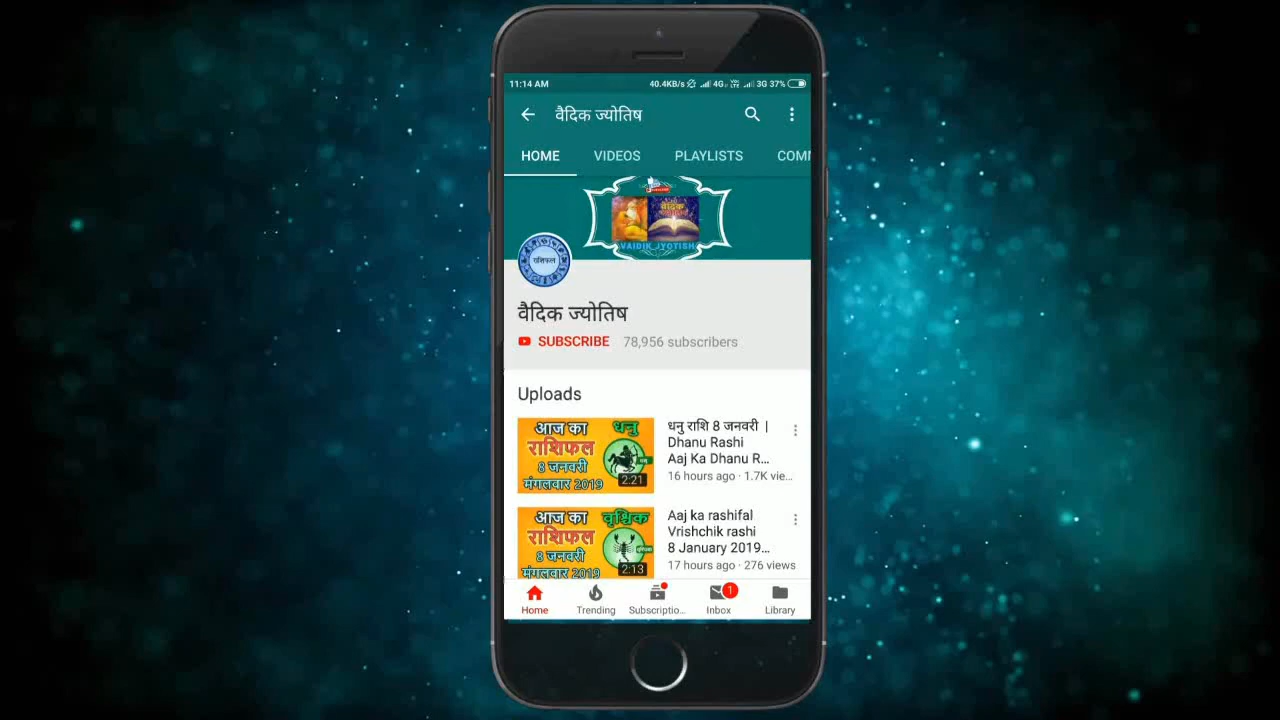 11:14 AM
40.4KB/s 4G 3G 37%
वैदिक ज्योतिष
HOME VIDEOS PLAYLISTS COMM
वैदिक
VAIDIK JYOTISH
राशिफल
वैदिक ज्योतिष
SUBSCRIBE 78,956 subscribers
Uploads
आज का धनु
राशिफल
8 जनवरी
मंगलवार 2019
2:21
धनु राशि 8 जनवरी |
Dhanu Rashi
Aaj Ka Dhanu R...
16 hours ago · 1.7K vie...
आज का वृश्चिक
राशिफल
8 जनवरी
मंगलवार 2019
2:13
Aaj ka rashifal
Vrishchik rashi
8 January 2019...
17 hours ago · 276 views
Home Trending Subscriptio... Inbox Library
1